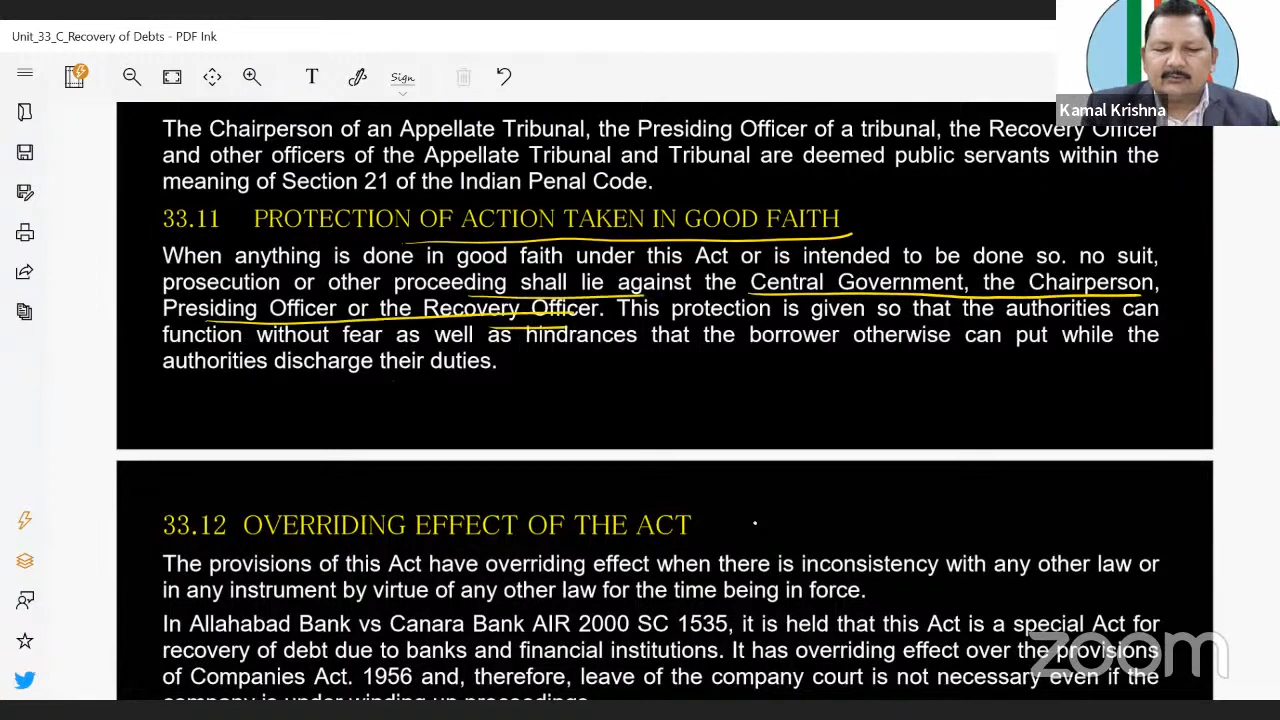 Unit_33_C_Recovery of Debts - PDF Ink
Sign
Kamal Krishna
The Chairperson of an Appellate Tribunal, the Presiding Officer of a tribunal, the Recovery Officer
and other officers of the Appellate Tribunal and Tribunal are deemed public servants within the
meaning of Section 21 of the Indian Penal Code.
33.11 PROTECTION OF ACTION TAKEN IN GOOD FAITH
When anything is done in good faith under this Act or is intended to be done so. no suit,
prosecution or other proceeding shall lie against the Central Government, the Chairperson,
Presiding Officer or the Recovery Officer. This protection is given so that the authorities can
function without fear as well as hindrances that the borrower otherwise can put while the
authorities discharge their duties.
33.12 OVERRIDING EFFECT OF THE ACT
The provisions of this Act have overriding effect when there is inconsistency with any other law or
in any instrument by virtue of any other law for the time being in force.
In Allahabad Bank vs Canara Bank AIR 2000 SC 1535, it is held that this Act is a special Act for
recovery of debt due to banks and financial institutions. It has overriding effect over the provisions
of Companies Act. 1956 and, therefore, leave of the company court is not necessary even if the
company is under winding up proceedings.
zoom